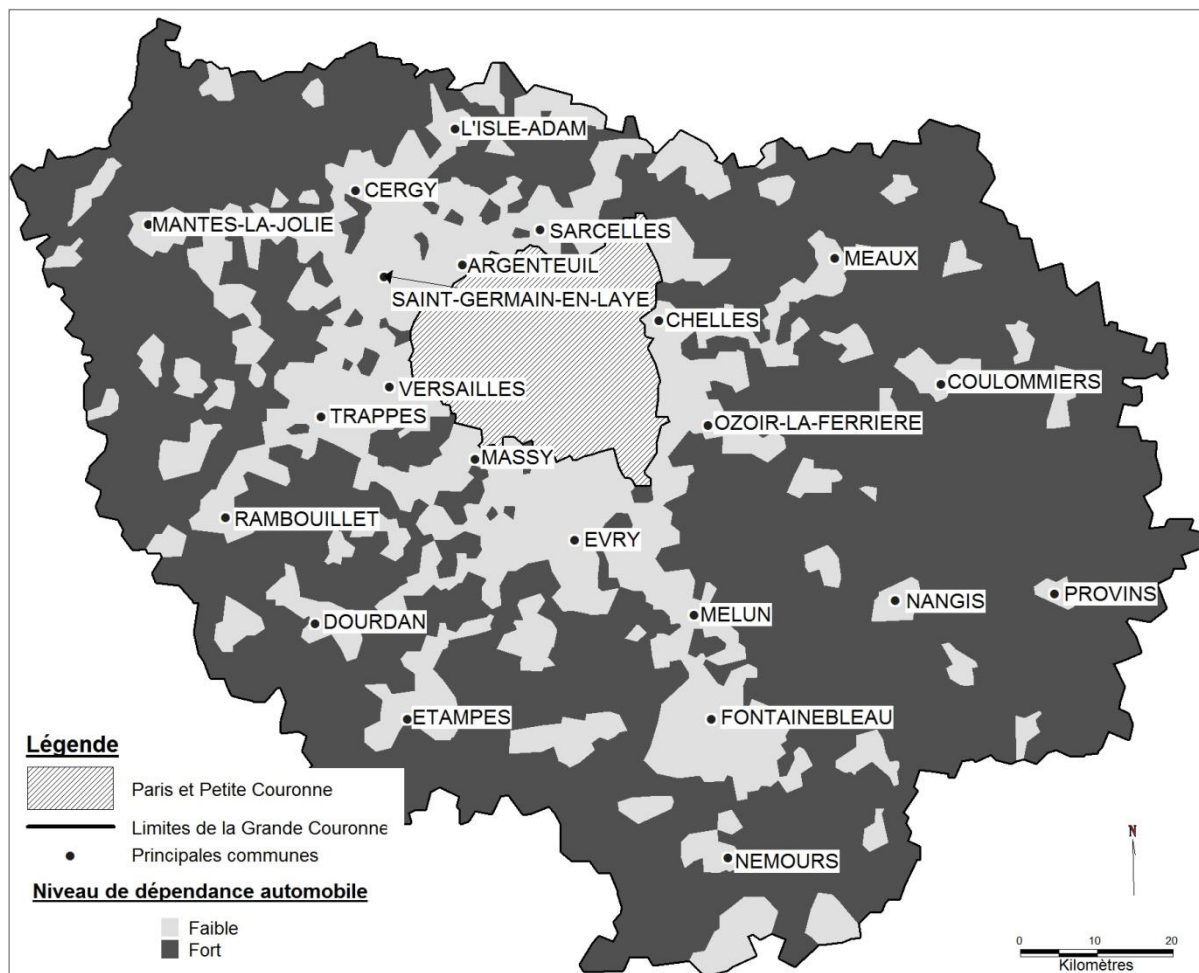 L'ISLE-ADAM
CERGY
MANTES-LA-JOLIE
SARCELLES
MEAUX
ARGENTEUIL
SAINT-GERMAIN-EN-LAYE
CHELLES
VERSAILLES
COULOMMIERS
TRAPPES
OZOIR-LA-FERRIERE
MASSY
RAMBOUILLET
EVRY
PROVINS
NANGIS
MELUN
DOURDAN
ETAMPES
FONTAINEBLEAU
NEMOURS
Légende
Paris et Petite Couronne
Limites de la Grande Couronne
Principales communes
Niveau de dépendance automobile
Faible
Fort
N
0 10 20
Kilomètres